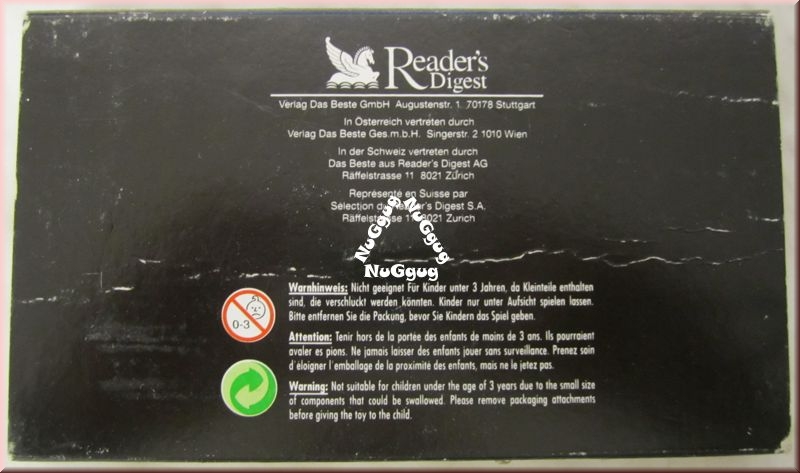 Reader's
Digest
Verlag Das Beste GmbH Augustenstr. 1 70178 Stuttgart
In Österreich vertreten durch
Verlag Das Beste Ges.m.b.H. Singerstr. 2 1010 Wien
In der Schweiz vertreten durch
Das Beste aus Reader's Digest AG
Räffelstrasse 11 8021 Zürich
Représenté en Suisse par
Sélection du Reader's Digest S.A.
Räffelstrasse 11 8021 Zurich
NuGgug
NuGgug
NuGgug
Warnhinweis: Nicht geeignet Für Kinder unter 3 Jahren, da Kleinteile enthalten
sind, die verschluckt werden könnten. Kinder nur unter Aufsicht spielen lassen.
Bitte entfernen Sie die Packung, bevor Sie Kindern das Spiel geben.
0-3
Attention: Tenir hors de la portée des enfants de moins de 3 ans. Ils pourraient
avaler es pions. Ne jamais laisser des enfants jouer sans surveillance. Prenez soin
d'éloigner l'emballage de la proximité des enfants, mais ne le jetez pas.
Warning: Not suitable for children under the age of 3 years due to the small size
of components that could be swallowed. Please remove packaging attachments
before giving the toy to the child.